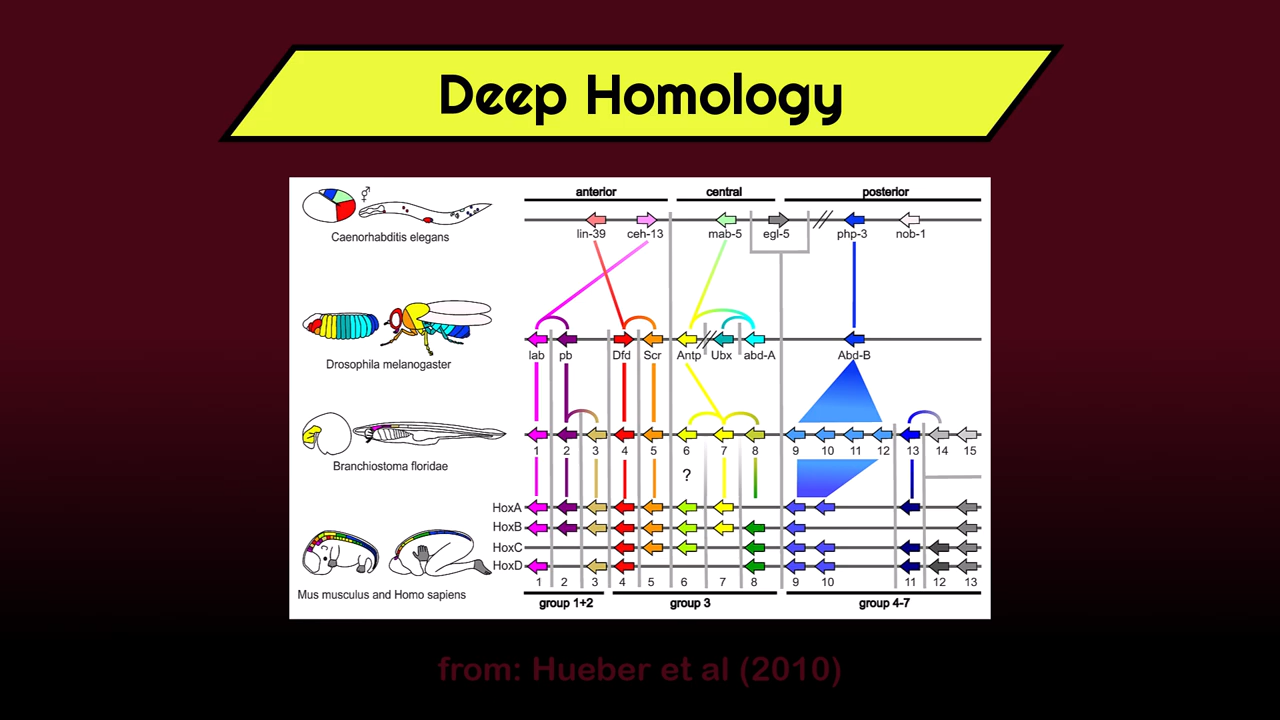 Deep Homology
anterior central posterior
Caenorhabditis elegans
lin-39 ceh-13 mab-5 egl-5 php-3 nob-1
lab pb Dfd Scr Antp Ubx abd-A Abd-B
Drosophila melanogaster
1 2 3 4 5 6 7 8 9 10 11 12 13 14 15
Branchiostoma floridae
?
HoxA
HoxB
HoxC
HoxD
1 2 3 4 5 6 7 8 9 10 11 12 13
Mus musculus and Homo sapiens
group 1+2 group 3 group 4-7
from: Hueber et al (2010)